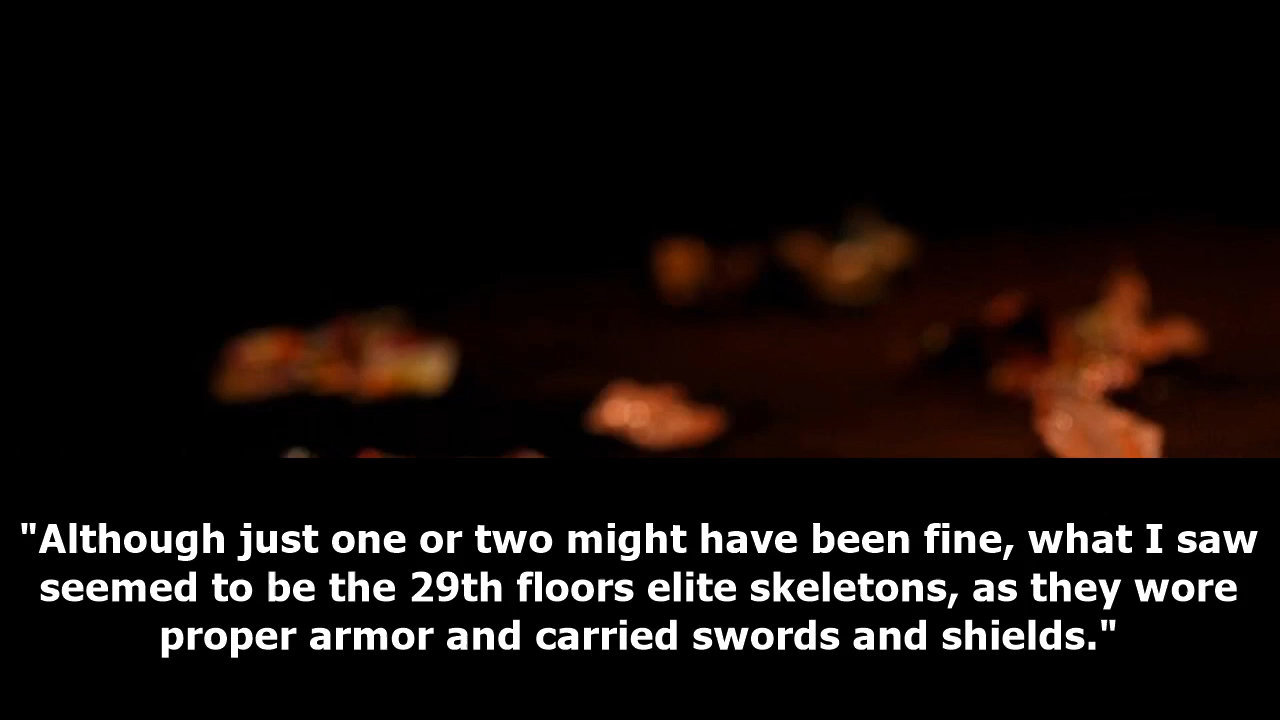 "Although just one or two might have been fine, what I saw
seemed to be the 29th floors elite skeletons, as they wore
proper armor and carried swords and shields."